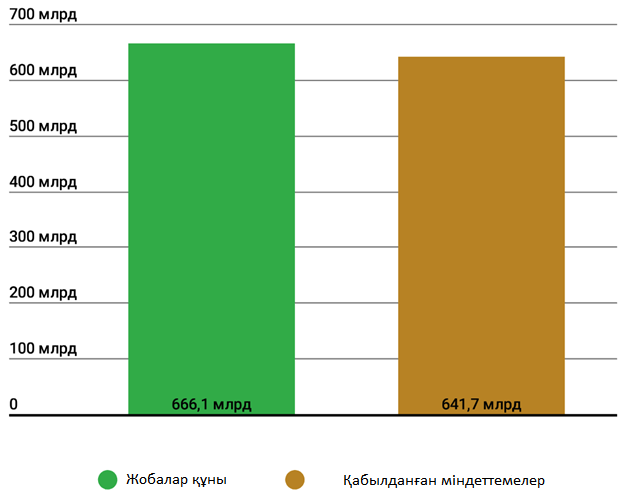 700 млрд
600 млрд
500 млрд
400 млрд
300 млрд
200 млрд
100 млрд
0
666,1 млрд
641,7 млрд
Жобалар құны
Қабылданған міндеттемелер